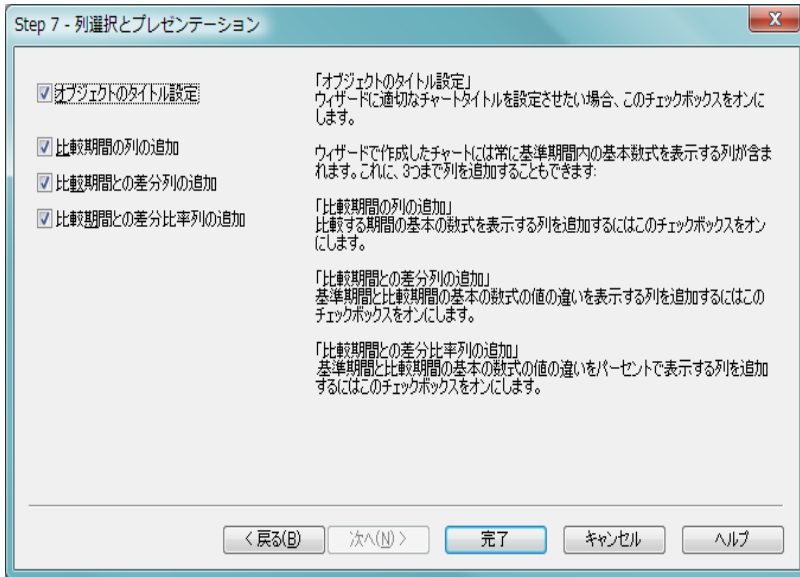 Step 7 - 列選択とプレゼンテーション
オブジェクトのタイトル設定
比較期間の列の追加
比較期間との差分列の追加
比較期間との差分比率列の追加
「オブジェクトのタイトル設定」
ウィザードに適切なチャートタイトルを設定させたい場合、このチェックボックスをオンに
します。
ウィザードで作成したチャートには常に基準期間内の基本数式を表示する列が含ま
れます。これに、3つまで列を追加することもできます:
「比較期間の列の追加」
比較する期間の基本の数式を表示する列を追加するにはこのチェックボックスをオン
にします。
「比較期間との差分列の追加」
基準期間と比較期間の基本の数式の値の違いを表示する列を追加するにはこの
チェックボックスをオンにします。
「比較期間との差分比率列の追加」
基準期間と比較期間の基本の数式の値の違いをパーセントで表示する列を追加
するにはこのチェックボックスをオンにします。
< 戻る(B)
次へ(N) >
完了
キャンセル
ヘルプ